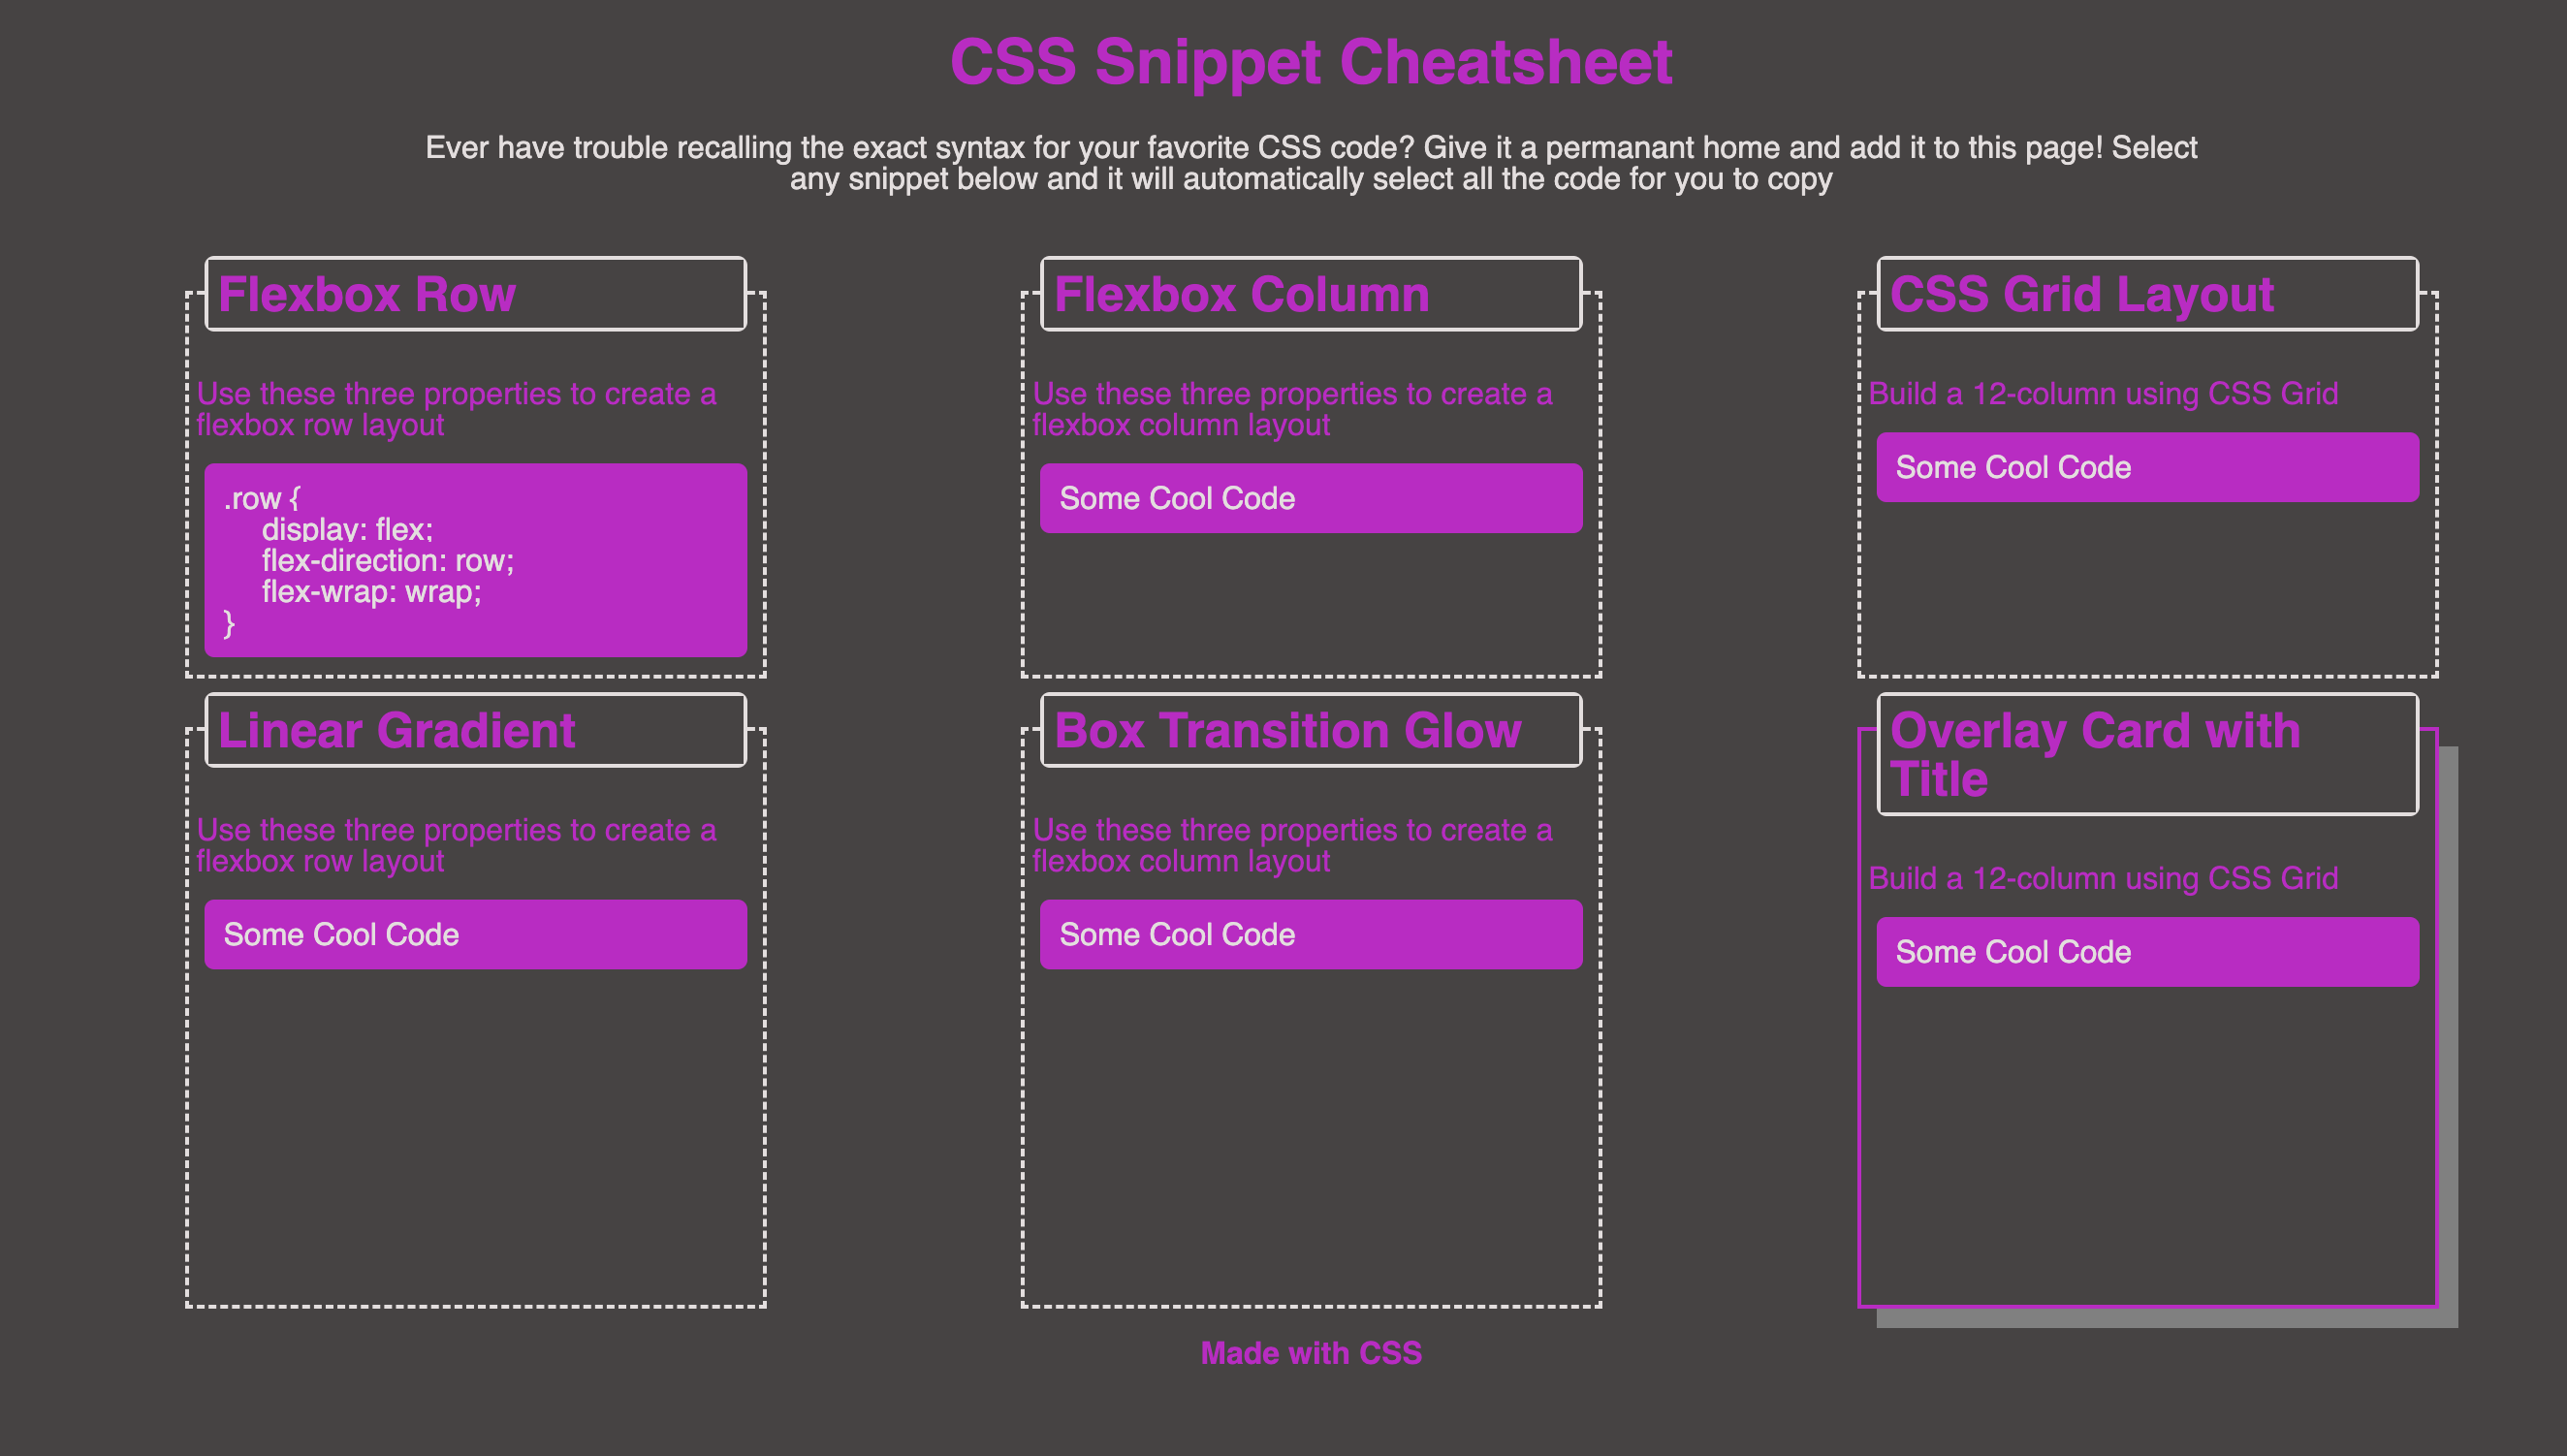 CSS Snippet Cheatsheet
Ever have trouble recalling the exact syntax for your favorite CSS code? Give it a permanant home and add it to this page! Select
any snippet below and it will automatically select all the code for you to copy
Flexbox Row
Use these three properties to create a
flexbox row layout
.row {
display: flex;
flex-direction: row;
flex-wrap: wrap;
}
Flexbox Column
Use these three properties to create a
flexbox column layout
Some Cool Code
CSS Grid Layout
Build a 12-column using CSS Grid
Some Cool Code
Linear Gradient
Use these three properties to create a
flexbox row layout
Some Cool Code
Box Transition Glow
Use these three properties to create a
flexbox column layout
Some Cool Code
Overlay Card with
Title
Build a 12-column using CSS Grid
Some Cool Code
Made with CSS